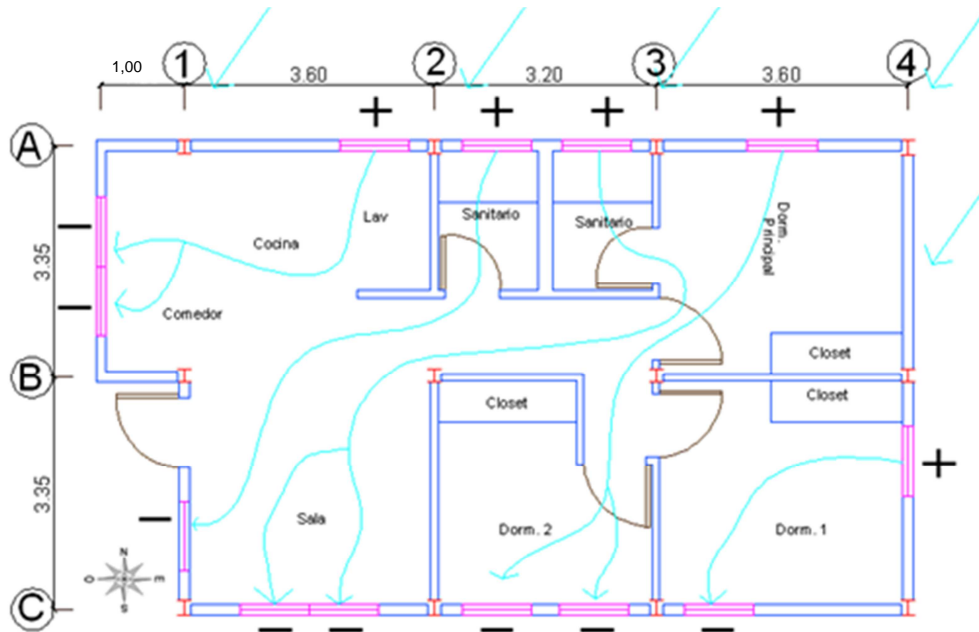 1
2
3
4
1,00
3.60
3.20
3.60
+
+
+
+
A
Lav
Sanitario
Sanitario
Dorm.
Principal
Cocina
−
3.35
−
Comedor
Closet
B
Closet
Closet
+
3.35
−
Sala
Dorm. 2
Dorm. 1
N
O
m
S
C
−
−
−
−
−